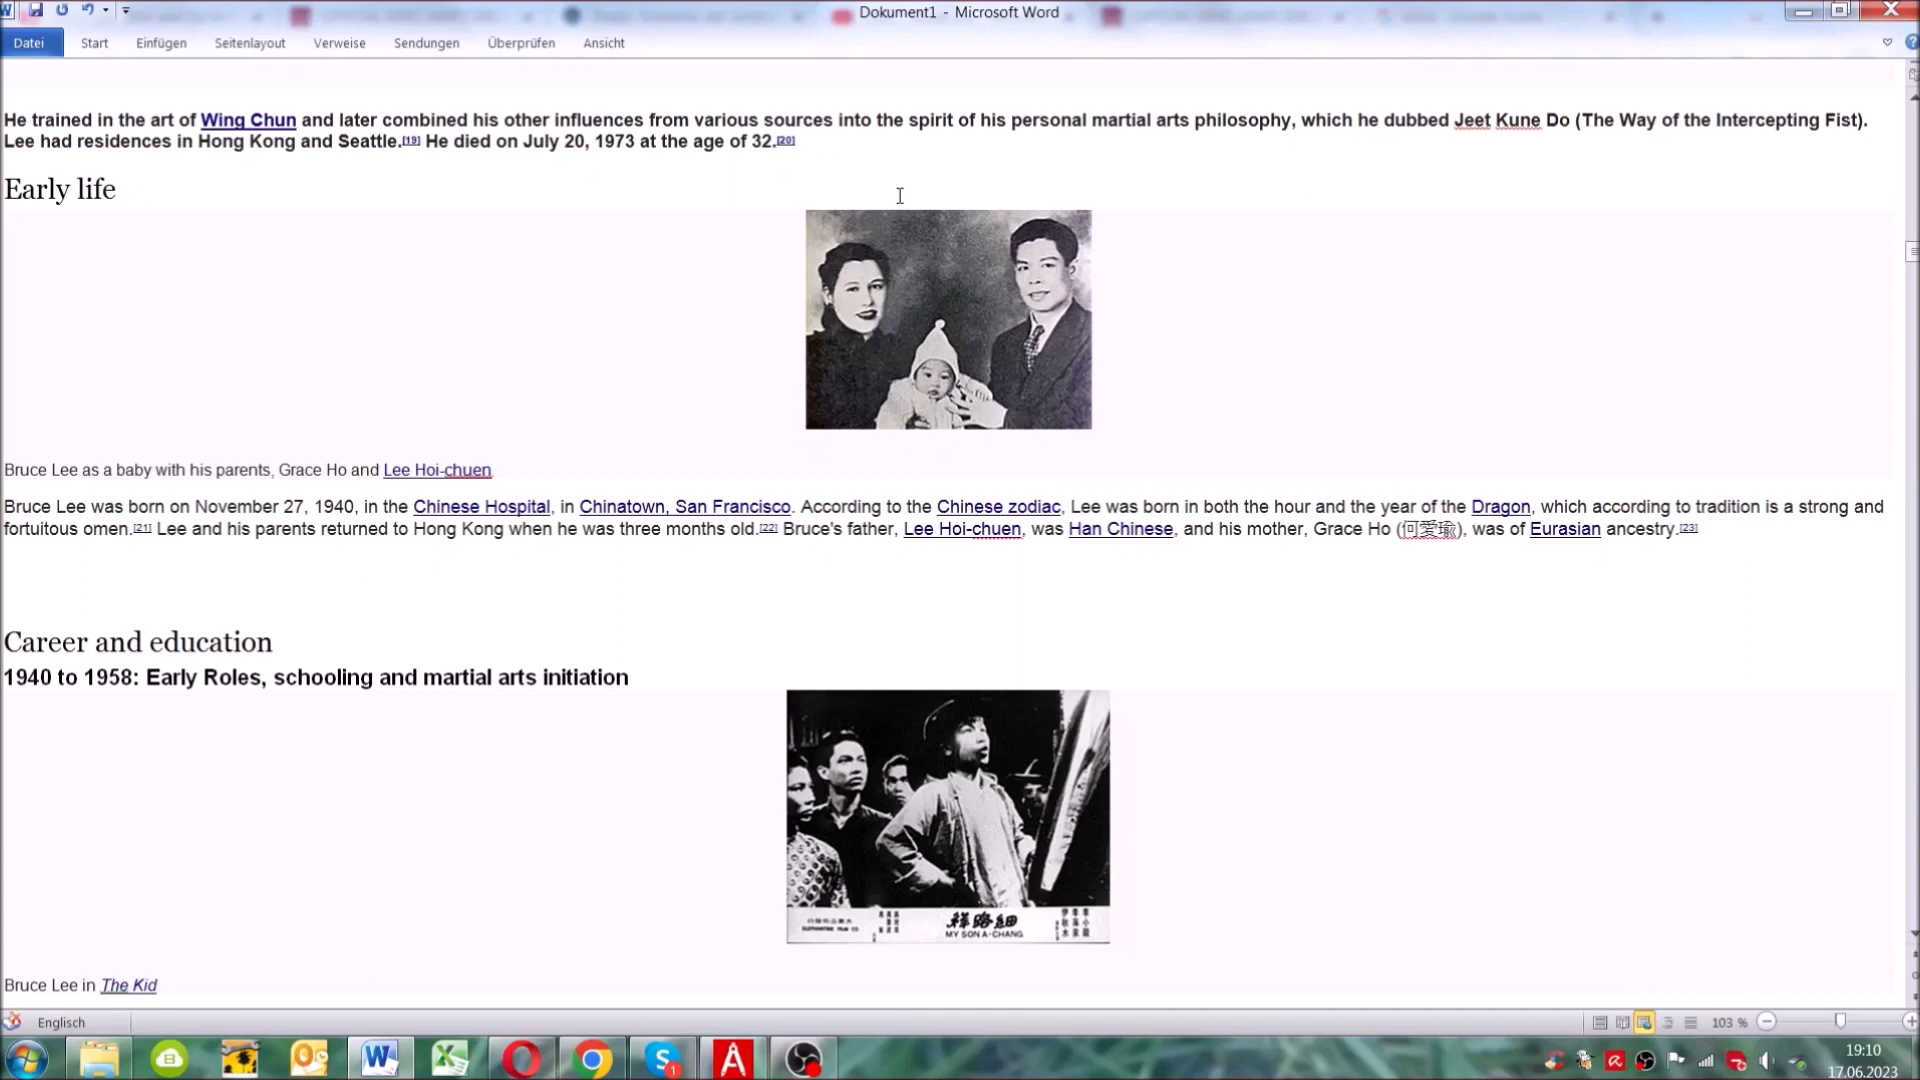 Dokument1 - Microsoft Word
Datei Start Einfügen Seitenlayout Verweise Sendungen Überprüfen Ansicht
He trained in the art of Wing Chun and later combined his other influences from various sources into the spirit of his personal martial arts philosophy, which he dubbed Jeet Kune Do (The Way of the Intercepting Fist).
Lee had residences in Hong Kong and Seattle.[19] He died on July 20, 1973 at the age of 32.[20]
Early life
Bruce Lee as a baby with his parents, Grace Ho and Lee Hoi-chuen
Bruce Lee was born on November 27, 1940, in the Chinese Hospital, in Chinatown, San Francisco. According to the Chinese zodiac, Lee was born in both the hour and the year of the Dragon, which according to tradition is a strong and
fortuitous omen.[21] Lee and his parents returned to Hong Kong when he was three months old.[22] Bruce's father, Lee Hoi-chuen, was Han Chinese, and his mother, Grace Ho (何愛瑜), was of Eurasian ancestry.[23]
Career and education
1940 to 1958: Early Roles, schooling and martial arts initiation
祥路細
MY SON A-CHANG
Bruce Lee in The Kid
Englisch
103 %
19:10
17.06.2023